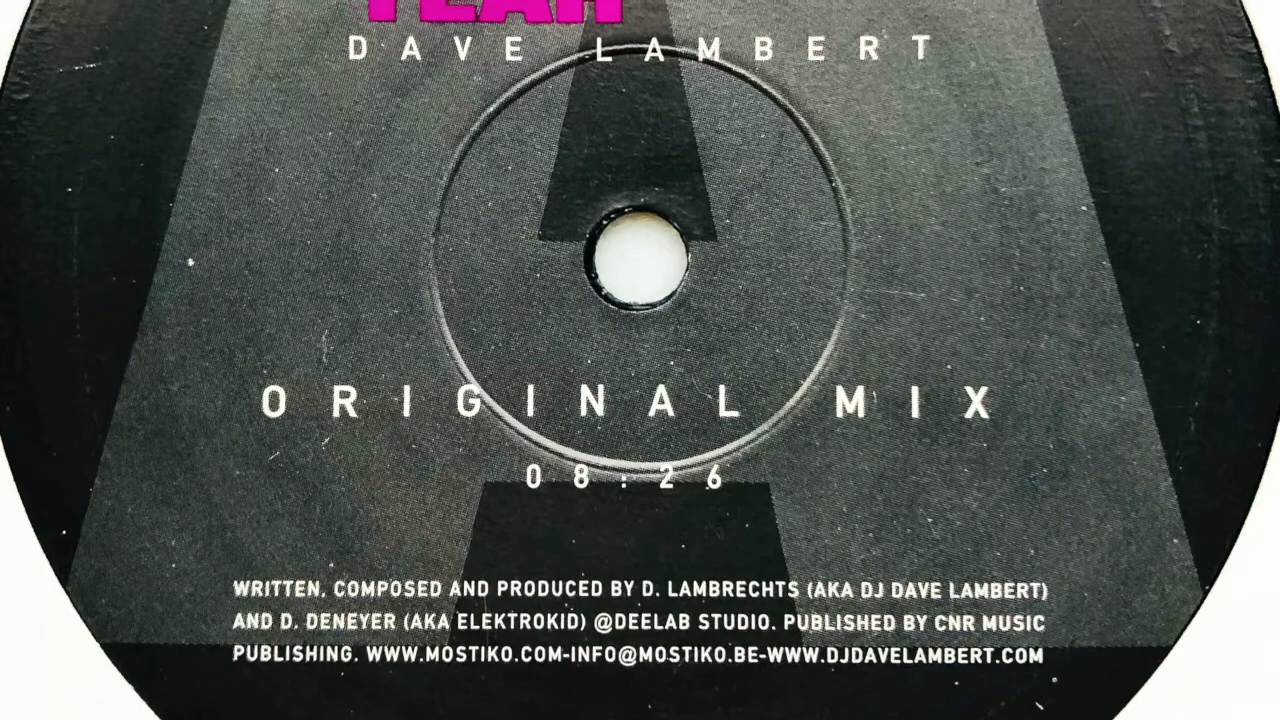 YEAH
DAVE LAMBERT
ORIGINAL MIX
08:26
WRITTEN, COMPOSED AND PRODUCED BY D. LAMBRECHTS (AKA DJ DAVE LAMBERT)
AND D. DENEYER (AKA ELEKTROKID) @DEELAB STUDIO. PUBLISHED BY CNR MUSIC
PUBLISHING. WWW.MOSTIKO.COM-INFO@MOSTIKO.BE-WWW.DJDAVELAMBERT.COM